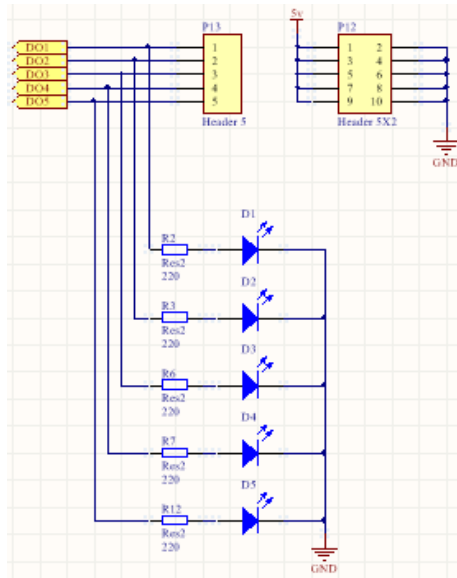 5v
P13
P12
DO1
DO2
DO3
DO4
DO5
1
2
3
4
5
1 2
3 4
5 6
7 8
9 10
Header 5
Header 5X2
GND
D1
R2
Res2
220
D2
R3
Res2
220
D3
R6
Res2
220
D4
R7
Res2
220
D5
R12
Res2
220
GND